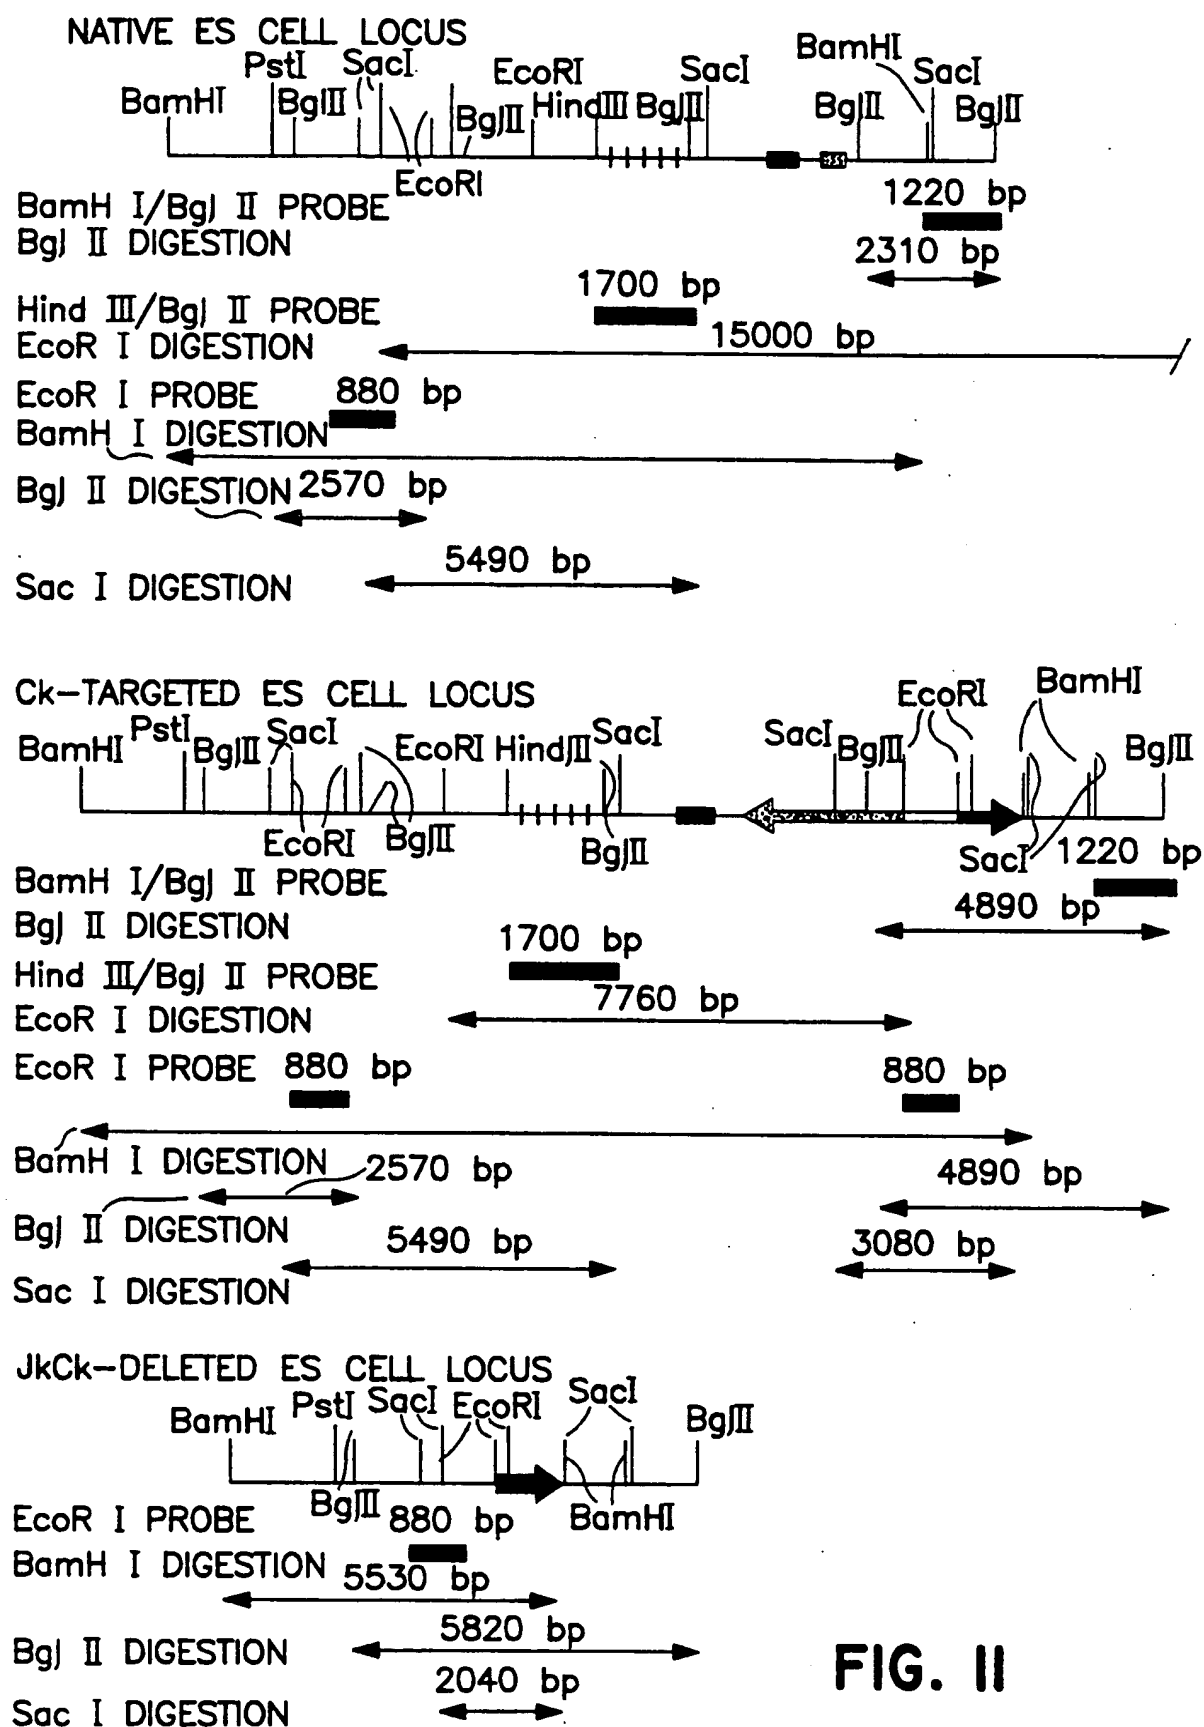 NATIVE ES CELL LOCUS
BamHI
PstI SacI EcoRI SacI BamHI SacI
BamHI BglII BglII HindIII BglII BglII BglII
EcoRI
BamH I/Bgl II PROBE 1220 bp
Bgl II DIGESTION 2310 bp
Hind III/Bgl II PROBE 1700 bp
EcoR I DIGESTION 15000 bp
EcoR I PROBE 880 bp
BamH I DIGESTION
Bgl II DIGESTION 2570 bp
5490 bp
Sac I DIGESTION
Ck-TARGETED ES CELL LOCUS
EcoRI BamHI
BamHI PstI BglII SacI EcoRI HindIII SacI SacI BglII BglII
EcoRI BglII BglII SacI 1220 bp
BamH I/Bgl II PROBE
Bgl II DIGESTION 4890 bp
1700 bp
Hind III/Bgl II PROBE
EcoR I DIGESTION 7760 bp
EcoR I PROBE 880 bp 880 bp
BamH I DIGESTION 2570 bp 4890 bp
Bgl II DIGESTION
5490 bp 3080 bp
Sac I DIGESTION
JkCk-DELETED ES CELL LOCUS
BamHI PstI SacI EcoRI SacI BglII
BglII BamHI
EcoR I PROBE 880 bp
BamH I DIGESTION 5530 bp
Bgl II DIGESTION 5820 bp
2040 bp
Sac I DIGESTION
FIG. II